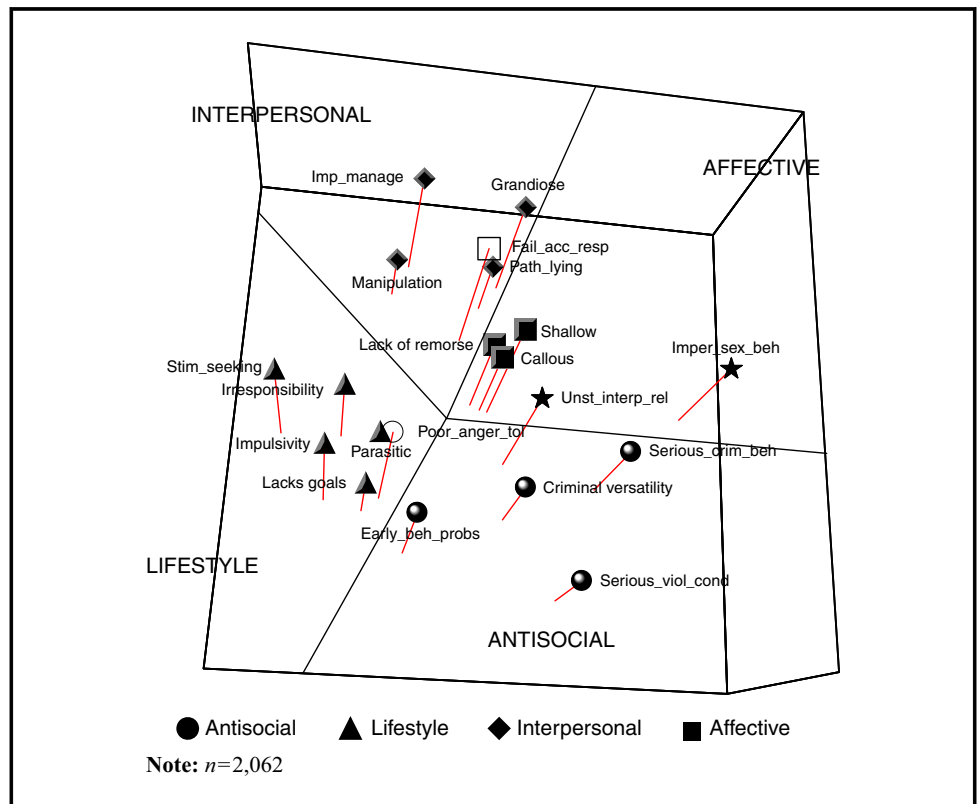 INTERPERSONAL
AFFECTIVE
Imp_manage
Grandiose
Fail_acc_resp
Path_lying
Manipulation
Shallow
Lack of remorse
Callous
Imper_sex_beh
Stim_seeking
Irresponsibility
Unst_interp_rel
Poor_anger_tol
Impulsivity
Parasitic
Serious_crim_beh
Lacks goals
Criminal versatility
Early_beh_probs
LIFESTYLE
Serious_viol_cond
ANTISOCIAL
Antisocial Lifestyle Interpersonal Affective
Note: n=2,062